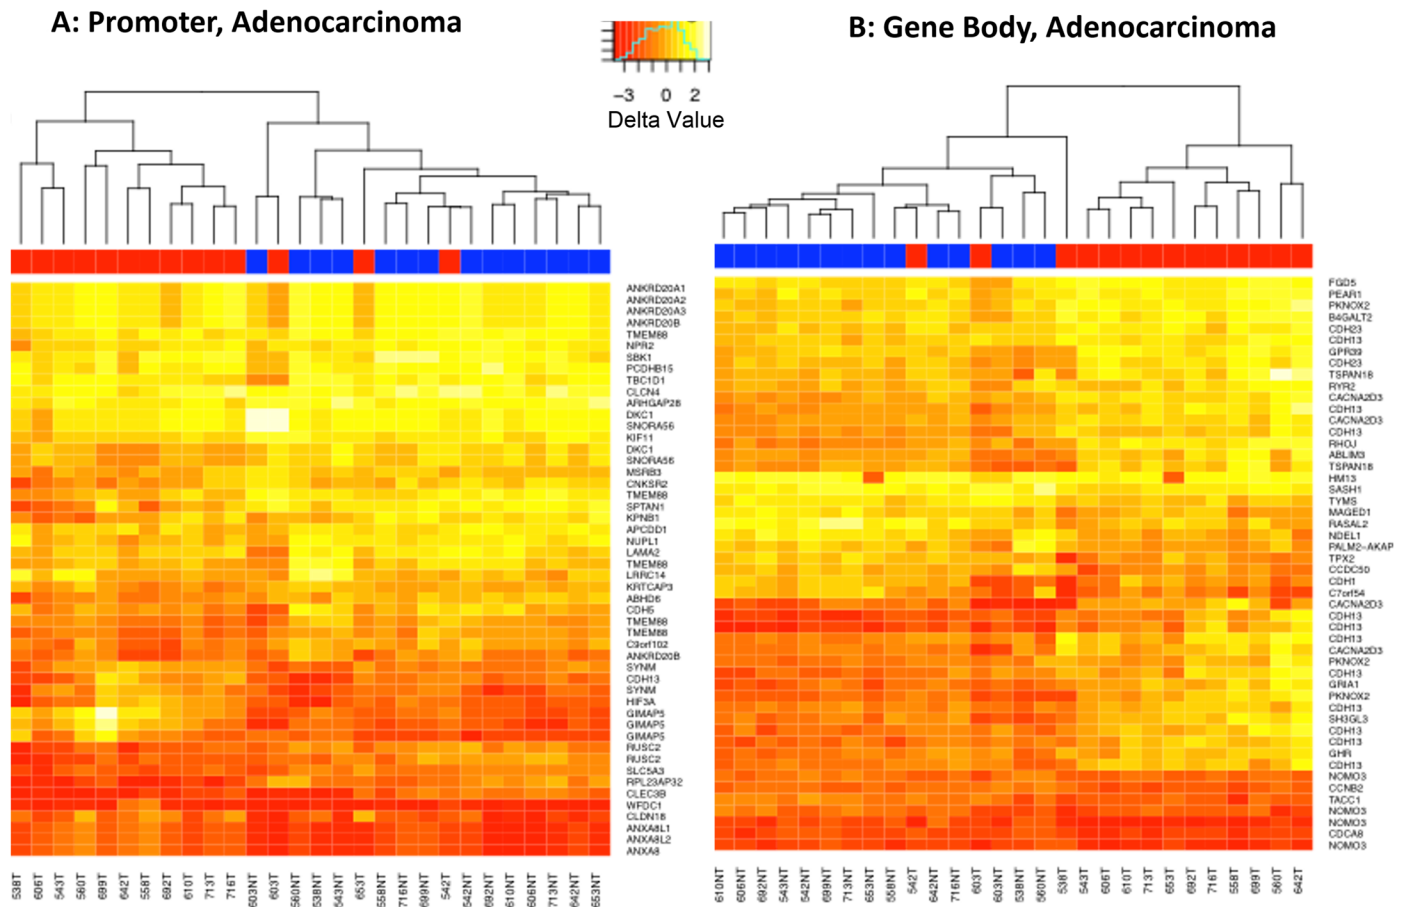 A: Promoter, Adenocarcinoma
B: Gene Body, Adenocarcinoma
−3 0 2
Delta Value
ANKRD20A1
ANKRD20A2
ANKRD20A3
ANKRD20B
TMEM88
NPR2
SBK1
PCDHB15
TBC1D1
CLCN4
ARHGAP28
DKC1
SNORA56
KIF11
DKC1
SNORA56
MSRB3
CNKSR2
TMEM88
SPTAN1
KPNB1
APCDD1
NUPL1
LAMA2
TMEM88
LRRC14
KRTCAP3
ABHD6
CDH5
TMEM88
TMEM88
C9orf102
ANKRD20B
SYNM
CDH13
SYNM
HIF3A
GIMAP5
GIMAP5
GIMAP5
RUSC2
RUSC2
SLC5A3
RPL23AP32
CLEC3B
WFDC1
CLDN18
ANXA8L1
ANXA8L2
ANXA8
538T
606T
543T
560T
699T
642T
558T
692T
610T
713T
716T
603NT
603T
560NT
538NT
543NT
653T
558NT
716NT
699NT
542T
542NT
692NT
610NT
606NT
713NT
642NT
653NT
FGD5
PEAR1
PKNOX2
B4GALT2
CDH23
CDH13
GPR39
CDH23
TSPAN18
RYR2
CACNA2D3
CDH13
CACNA2D3
CDH13
RHOJ
ABLIM3
TSPAN18
HM13
SASH1
TYMS
MAGED1
RASAL2
NDEL1
PALM2−AKAP
TPX2
CCDC50
CDH1
C7orf54
CACNA2D3
CDH13
CDH13
CDH13
CACNA2D3
PKNOX2
CDH13
GRIA1
PKNOX2
CDH13
SH3GL3
CDH13
CDH13
GHR
CDH13
NOMO3
CCNB2
TACC1
NOMO3
NOMO3
CDCA8
NOMO3
610NT
606NT
692NT
543NT
542NT
699NT
713NT
653NT
558NT
542T
642NT
716NT
603T
603NT
538NT
560NT
538T
543T
606T
610T
713T
653T
692T
716T
558T
699T
560T
642T